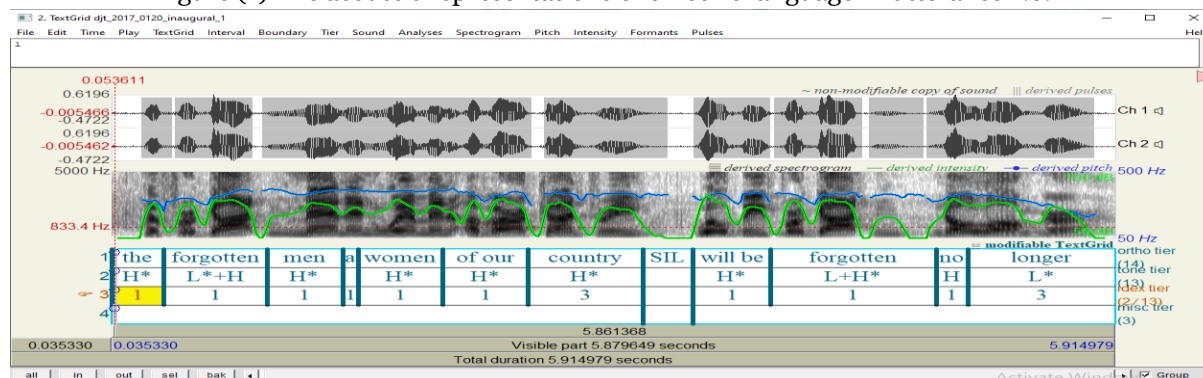 2. TextGrid djt_2017_0120_inaugural_1
File Edit Time Play TextGrid Interval Boundary Tier Sound Analyses Spectrogram Pitch Intensity Formants Pulses Hel
1
0.053611
~ non-modifiable copy of sound ||| derived pulses
0.6196
-0.005466
-0.4722
Ch 1
0.6196
-0.005462
-0.4722
Ch 2
derived spectrogram derived intensity derived pitch
5000 Hz 500 Hz
833.4 Hz 50 Hz
modifiable TextGrid
1 the forgotten men a women of our country SIL will be forgotten no longer ortho tier (14)
2 H* L*+H H* H* H* H* H* L+H* H L* tone tier (13)
3 1 1 1 1 1 1 3 1 1 1 3 (2/13)
4 misc tier (3)
5.861368
0.035330 0.035330 Visible part 5.879649 seconds 5.914979
Total duration 5.914979 seconds
all in out sel bak Group